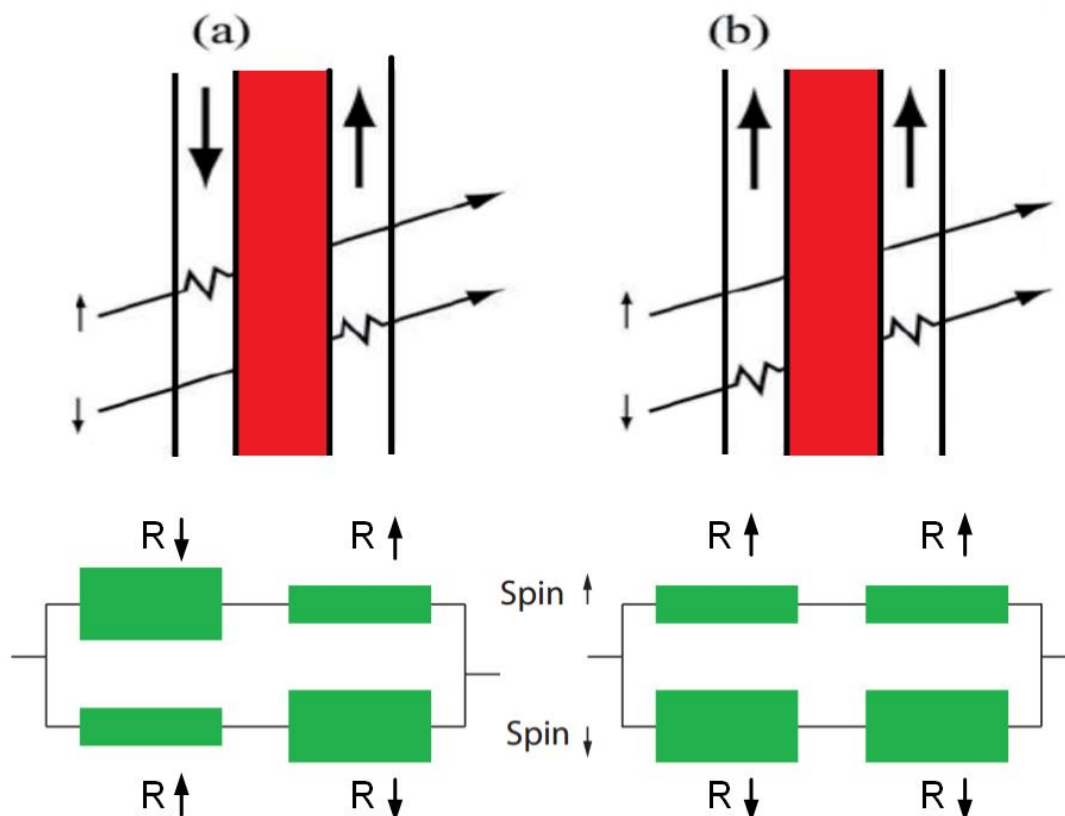 (a) (b)
R ↓ R ↑ R ↑ R ↑
Spin ↑
Spin ↓
R ↑ R ↓ R ↓ R ↓